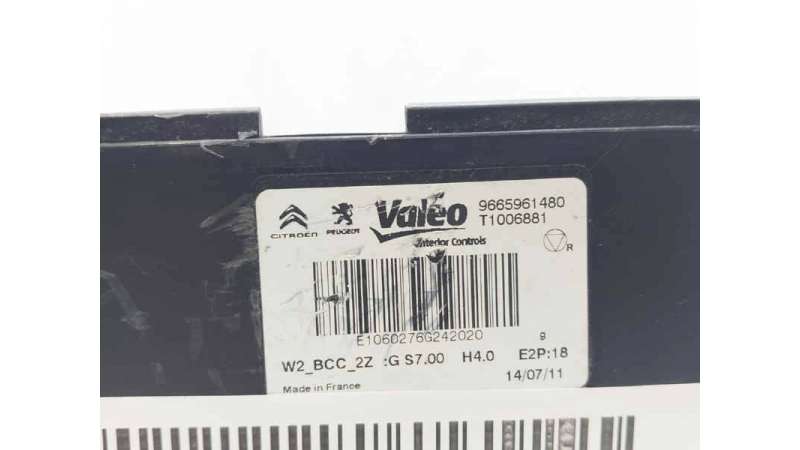 CITROËN PEUGEOT Valeo 9665961480
T1006881
Interior Controls
R
E1060276G242020 g
W2_BCC_2Z :G S7.00 H4.0 E2P:18
Made in France 14/07/11